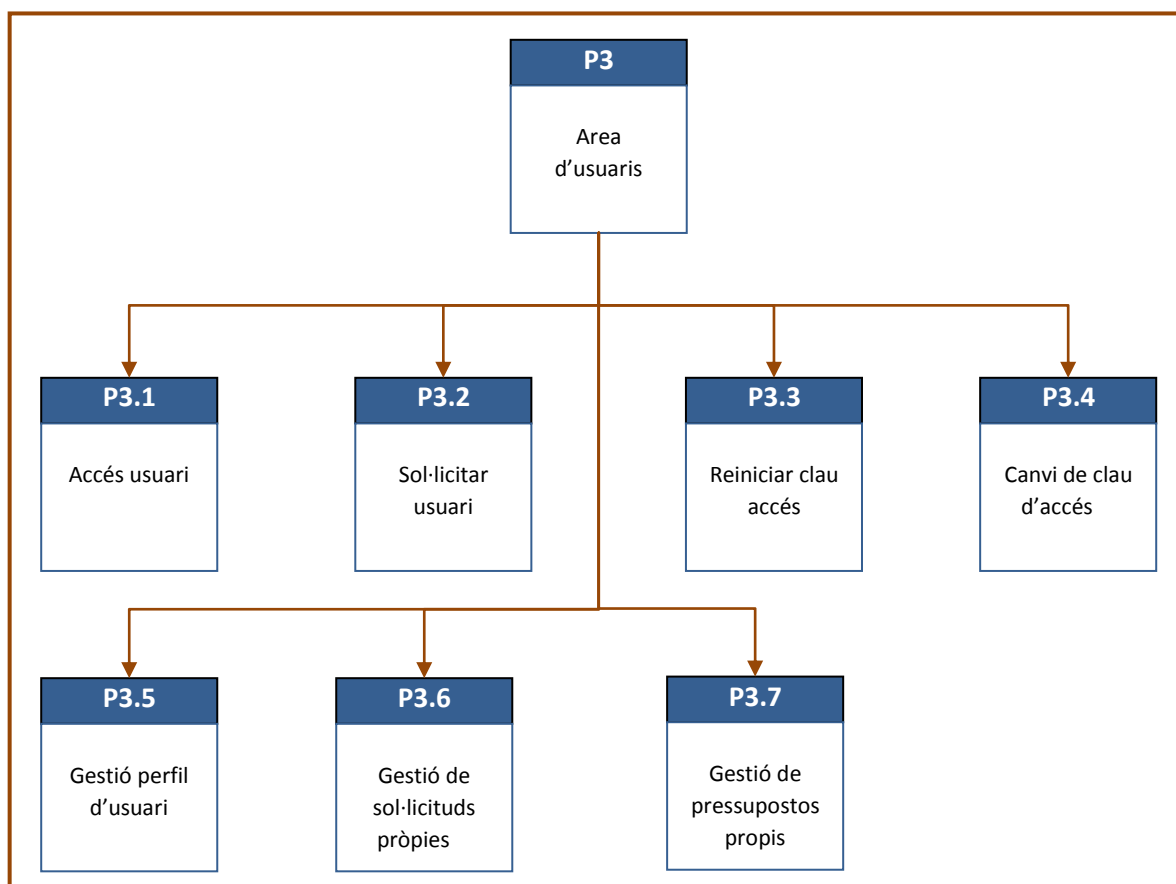 P3
Area
d’usuaris
P3.1
Accés usuari
P3.2
Sol·licitar
usuari
P3.3
Reiniciar clau
accés
P3.4
Canvi de clau
d’accés
P3.5
Gestió perfil
d’usuari
P3.6
Gestió de
sol·licituds
pròpies
P3.7
Gestió de
pressupostos
propis